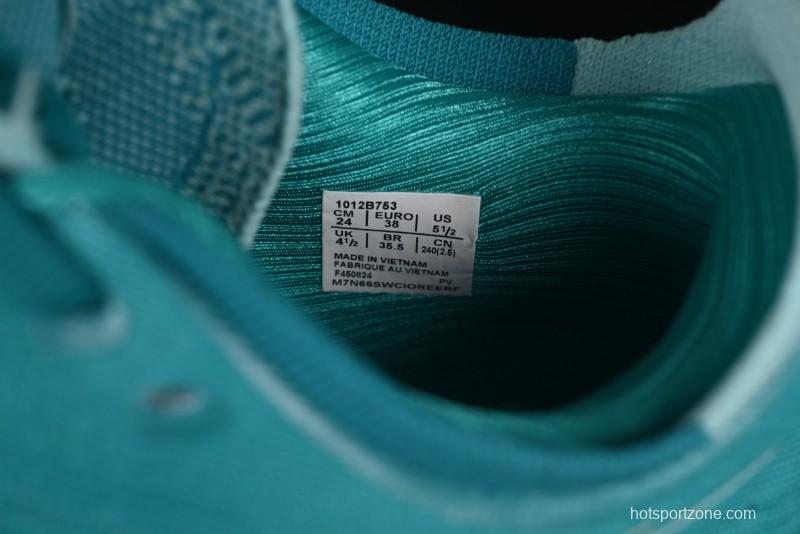 1012B753
CM | EURO | US
24 | 38 | 5 1/2
UK | BR | CN
4 1/2 | 35.5 | 240(2.5)
MADE IN VIETNAM
FABRIQUE AU VIETNAM
F450824 PV
M7N66SWCIOREERF
hotsportzone.com